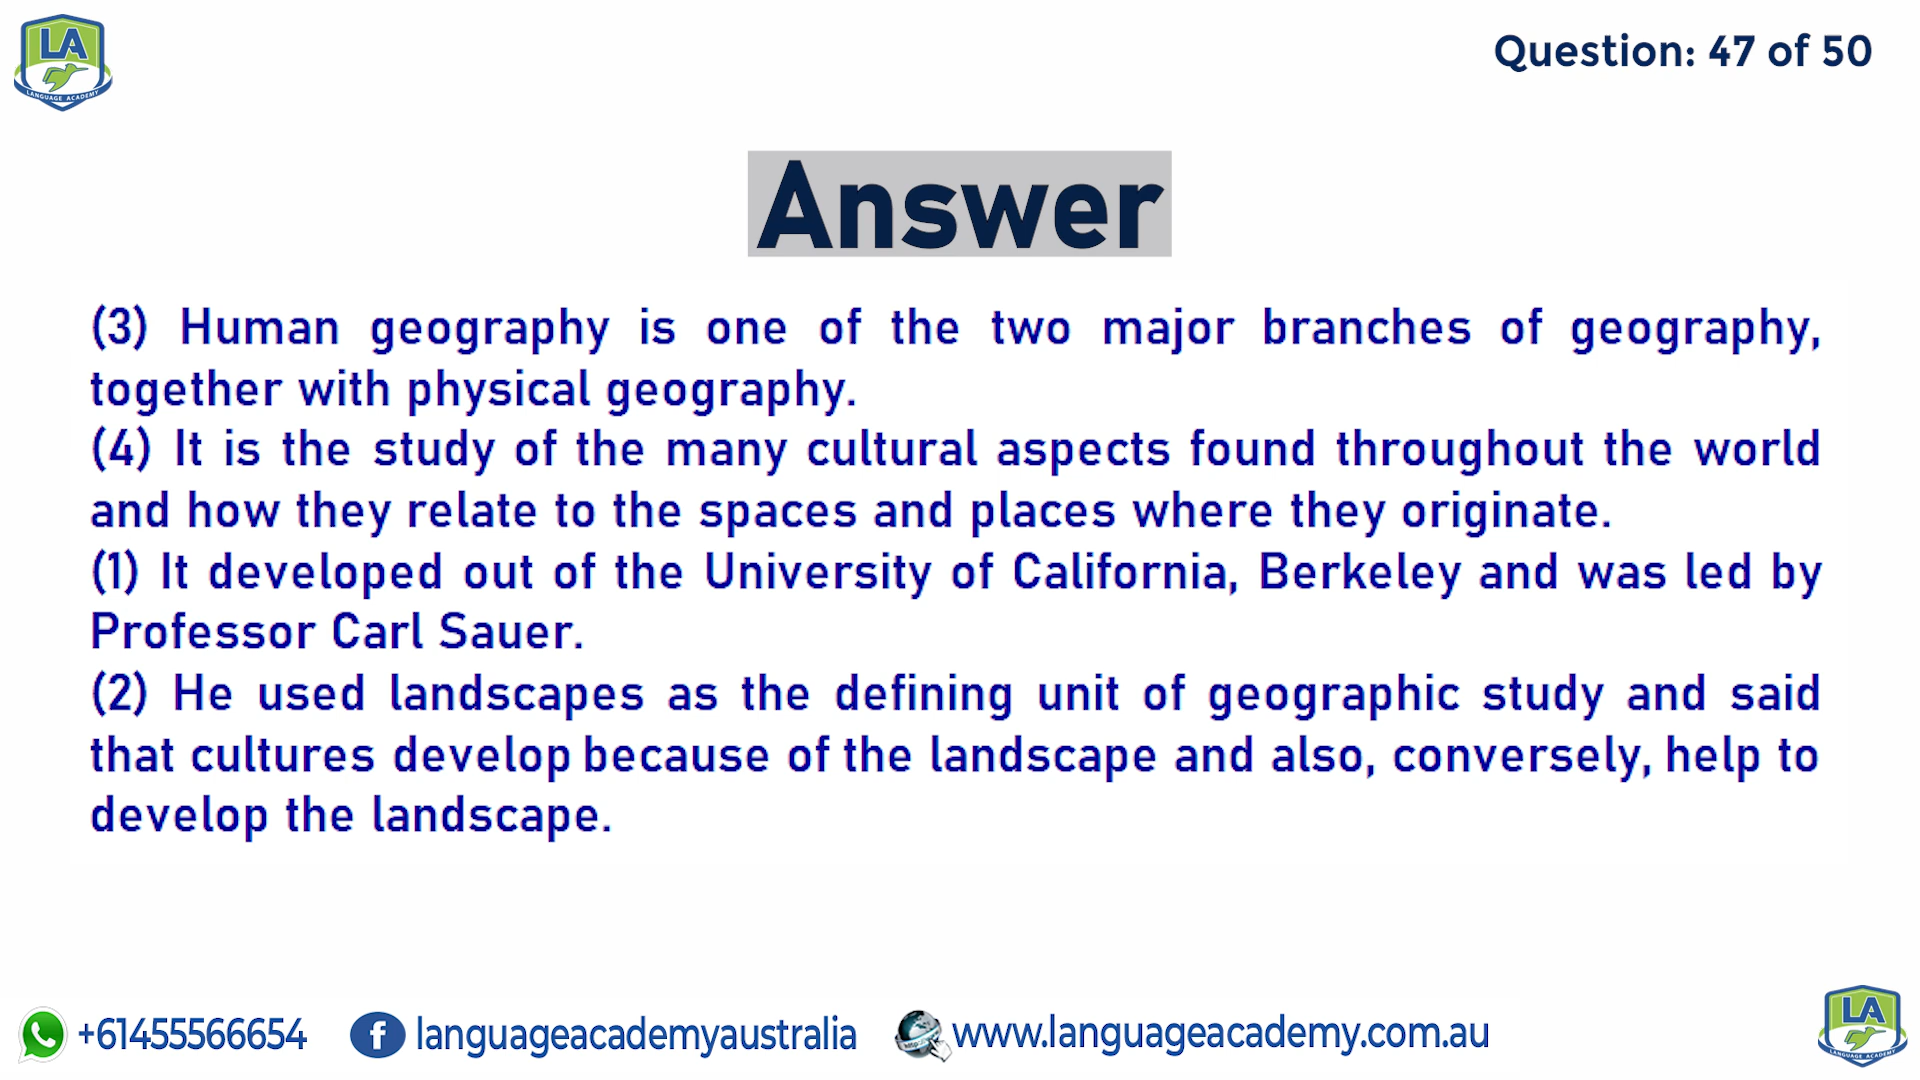 LA
LANGUAGE ACADEMY
Question: 47 of 50
Answer
(3) Human geography is one of the two major branches of geography,
together with physical geography.
(4) It is the study of the many cultural aspects found throughout the world
and how they relate to the spaces and places where they originate.
(1) It developed out of the University of California, Berkeley and was led by
Professor Carl Sauer.
(2) He used landscapes as the defining unit of geographic study and said
that cultures develop because of the landscape and also, conversely, help to
develop the landscape.
+61455566654
f languageacademyaustralia
www.languageacademy.com.au
LA
LANGUAGE ACADEMY